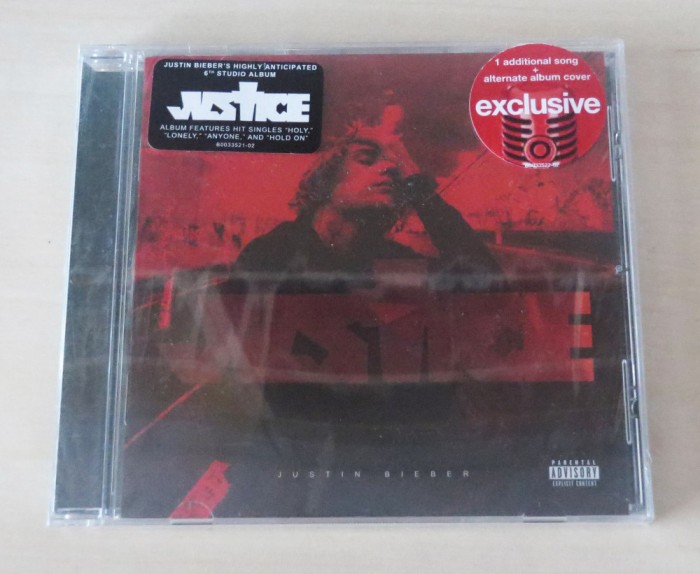 JUSTIN BIEBER'S HIGHLY ANTICIPATED
6TH STUDIO ALBUM
JUSTICE
ALBUM FEATURES HIT SINGLES "HOLY,"
"LONELY," "ANYONE," AND "HOLD ON"
B0033521-02
1 additional song
+
alternate album cover
exclusive
JUSTICE
JUSTIN BIEBER
PARENTAL
ADVISORY
EXPLICIT CONTENT